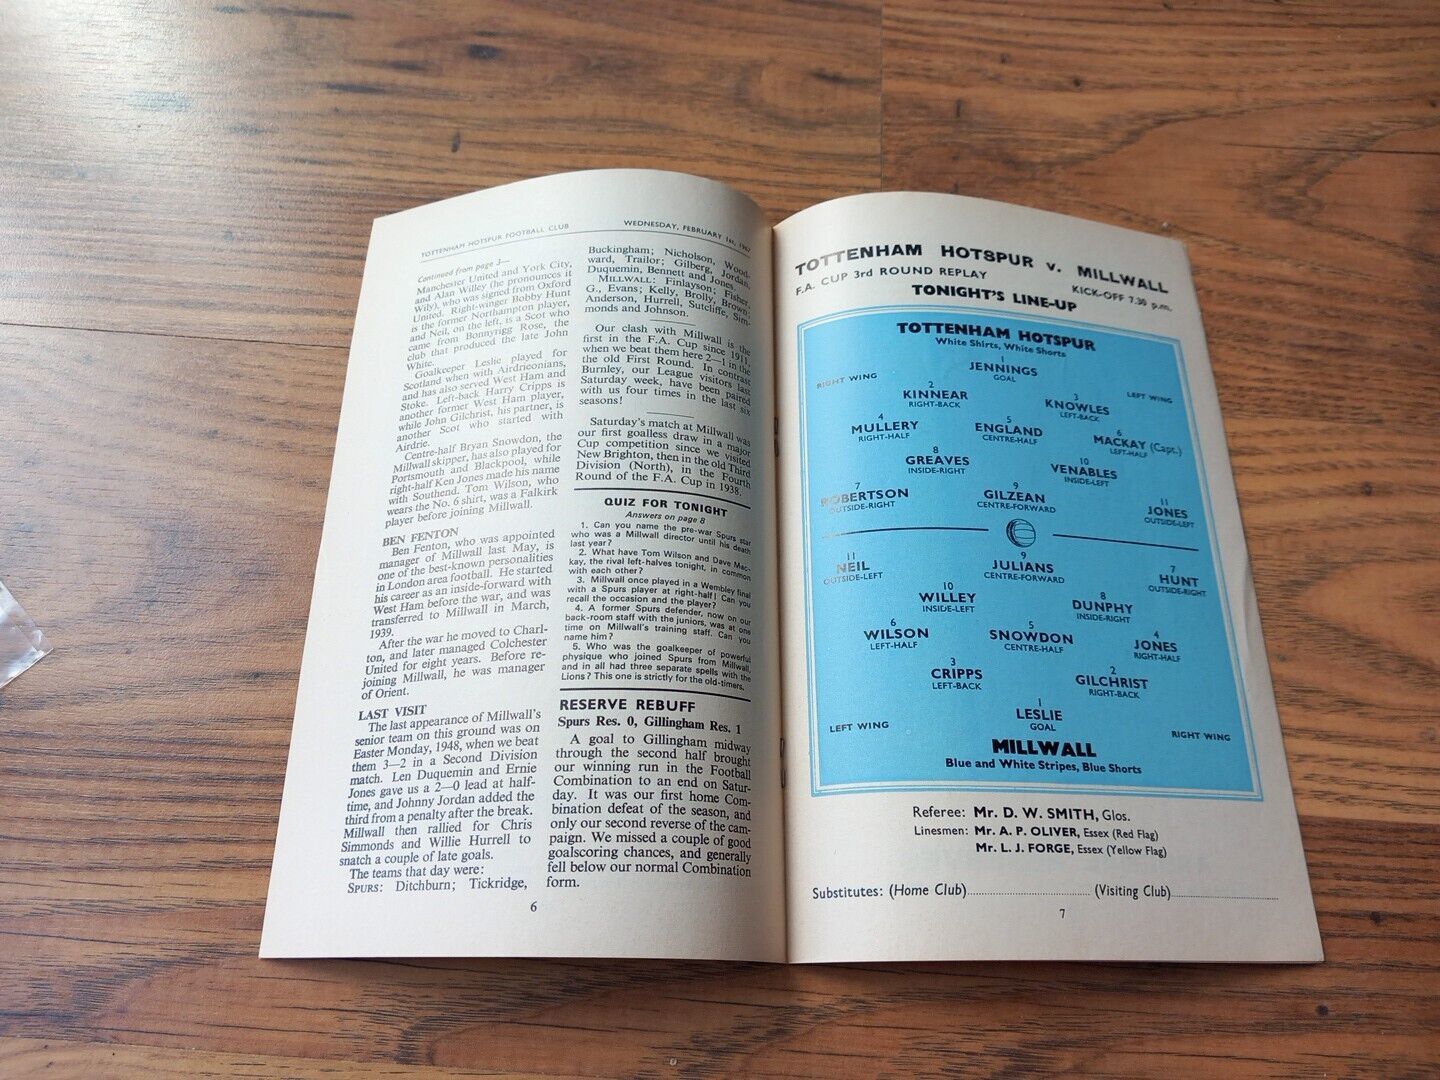 TOTTENHAM HOTSPUR FOOTBALL CLUB
WEDNESDAY, FEBRUARY 1st, 1967
Continued from page 3—
Manchester United and York City,
and Alan Willey (he pronounces it
Wily), who was signed from Oxford
United. Right-winger Bobby Hunt
is the former Northampton player,
and Neil, on the left, is a Scot who
came from Bonnyrigg Rose, the
club that produced the late John
White.
Goalkeeper Leslie played for
Scotland when with Airdrieonians,
and has also served West Ham and
Stoke. Left-back Harry Cripps is
another former West Ham player,
while John Gilchrist, his partner, is
another Scot who started with
Airdrie.
Centre-half Bryan Snowdon, the
Millwall skipper, has also played for
Portsmouth and Blackpool, while
right-half Ken Jones made his name
with Southend. Tom Wilson, who
wears the No. 6 shirt, was a Falkirk
player before joining Millwall.
BEN FENTON
Ben Fenton, who was appointed
manager of Millwall last May, is
one of the best-known personalities
in London area football. He started
his career as an inside-forward with
West Ham before the war, and was
transferred to Millwall in March,
1939.
After the war he moved to Charl-
ton, and later managed Colchester
United for eight years. Before re-
joining Millwall, he was manager
of Orient.
LAST VISIT
The last appearance of Millwall's
senior team on this ground was on
Easter Monday, 1948, when we beat
them 3—2 in a Second Division
match. Len Duquemin and Ernie
Jones gave us a 2—0 lead at half-
time, and Johnny Jordan added the
third from a penalty after the break.
Millwall then rallied for Chris
Simmonds and Willie Hurrell to
snatch a couple of late goals.
The teams that day were:
SPURS: Ditchburn; Tickridge,
6
Buckingham; Nicholson, Wood-
ward, Trailor; Gilberg, Jordan,
Duquemin, Bennett and Jones.
MILLWALL: Finlayson; Fisher,
G., Evans; Kelly, Brolly, Brown;
Anderson, Hurrell, Sutcliffe, Sim-
monds and Johnson.
Our clash with Millwall is the
first in the F.A. Cup since 1911,
when we beat them here 2—1 in the
old First Round. In contrast
Burnley, our League visitors last
Saturday week, have been paired
with us four times in the last six
seasons!
Saturday's match at Millwall was
our first goalless draw in a major
Cup competition since we visited
New Brighton, then in the old Third
Division (North), in the Fourth
Round of the F.A. Cup in 1938.
QUIZ FOR TONIGHT
Answers on page 8
1. Can you name the pre-war Spurs star
who was a Millwall director until his death
last year?
2. What have Tom Wilson and Dave Mac-
kay, the rival left-halves tonight, in common
with each other?
3. Millwall once played in a Wembley final
with a Spurs player at right-half! Can you
recall the occasion and the player?
4. A former Spurs defender, now on our
back-room staff with the juniors, was at one
time on Millwall's training staff. Can you
name him?
5. Who was the goalkeeper of powerful
physique who joined Spurs from Millwall,
and in all had three separate spells with the
Lions? This one is strictly for the old-timers.
RESERVE REBUFF
Spurs Res. 0, Gillingham Res. 1
A goal to Gillingham midway
through the second half brought
our winning run in the Football
Combination to an end on Satur-
day. It was our first home Com-
bination defeat of the season, and
only our second reverse of the cam-
paign. We missed a couple of good
goalscoring chances, and generally
fell below our normal Combination
form.
TOTTENHAM HOTSPUR v. MILLWALL
F.A. CUP 3rd ROUND REPLAY
KICK-OFF 7.30 p.m.
TONIGHT'S LINE-UP
TOTTENHAM HOTSPUR
White Shirts, White Shorts
1
JENNINGS
GOAL
RIGHT WING
LEFT WING
2
KINNEAR
RIGHT-BACK
3
KNOWLES
LEFT-BACK
4
MULLERY
RIGHT-HALF
5
ENGLAND
CENTRE-HALF
6
MACKAY (Capt.)
LEFT-HALF
8
GREAVES
INSIDE-RIGHT
10
VENABLES
INSIDE-LEFT
7
ROBERTSON
OUTSIDE-RIGHT
9
GILZEAN
CENTRE-FORWARD
11
JONES
OUTSIDE-LEFT
11
NEIL
OUTSIDE-LEFT
9
JULIANS
CENTRE-FORWARD
7
HUNT
OUTSIDE-RIGHT
10
WILLEY
INSIDE-LEFT
8
DUNPHY
INSIDE-RIGHT
6
WILSON
LEFT-HALF
5
SNOWDON
CENTRE-HALF
4
JONES
RIGHT-HALF
3
CRIPPS
LEFT-BACK
2
GILCHRIST
RIGHT-BACK
1
LESLIE
GOAL
LEFT WING
RIGHT WING
MILLWALL
Blue and White Stripes, Blue Shorts
Referee: Mr. D. W. SMITH, Glos.
Linesmen: Mr. A. P. OLIVER, Essex (Red Flag)
Mr. L. J. FORGE, Essex (Yellow Flag)
Substitutes: (Home Club).............................. (Visiting Club)..............................
7